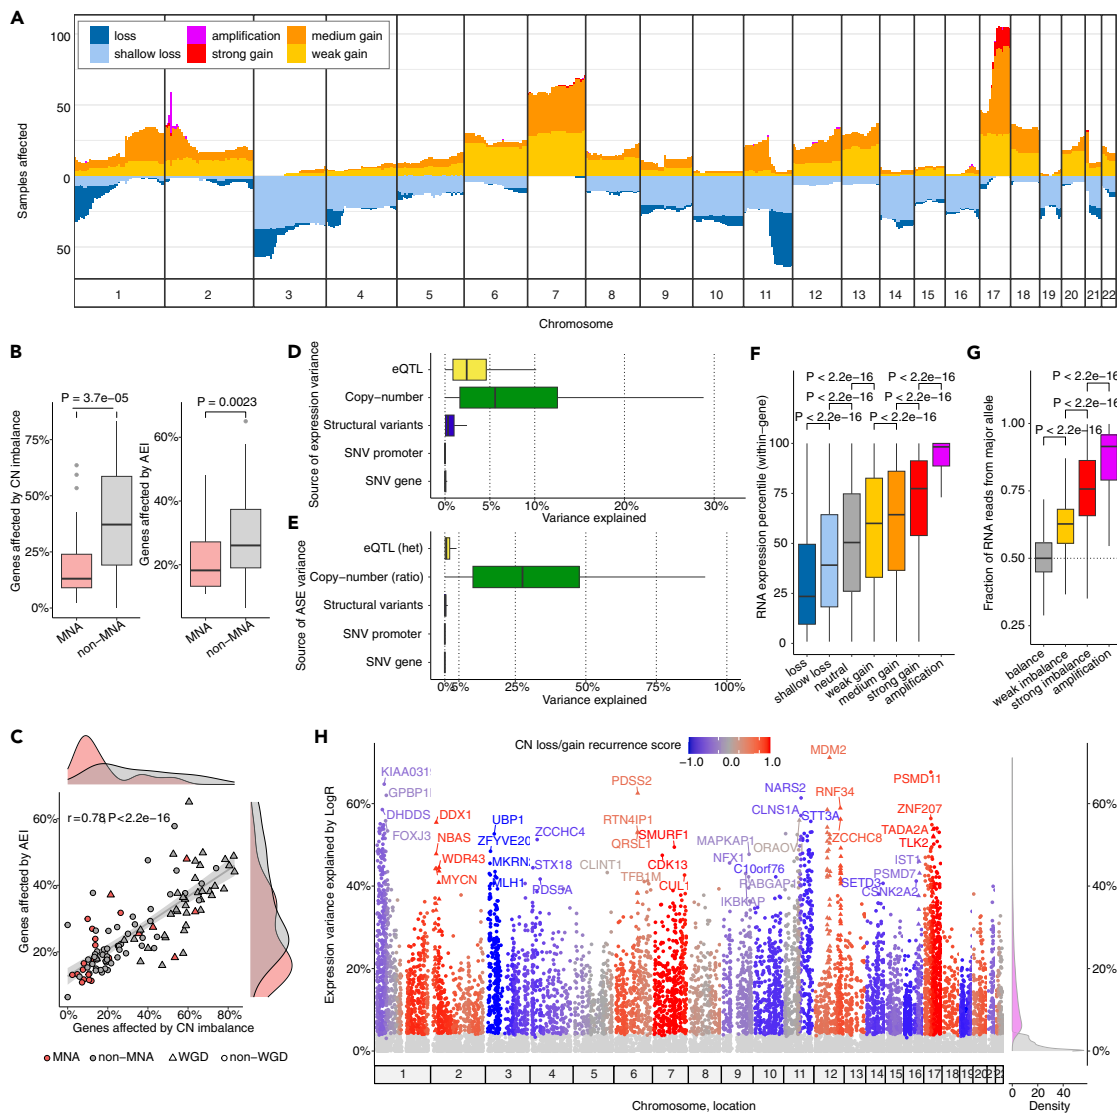 A
loss
amplification
medium gain
shallow loss
strong gain
weak gain
Samples affected
100
50
0
50
1 2 3 4 5 6 7 8 9 10 11 12 13 14 15 16 17 18 19 20 21 22
Chromosome
B
P = 3.7e−05
Genes affected by CN imbalance
75%
50%
25%
0%
MNA
non−MNA
P = 0.0023
Genes affected by AEI
60%
40%
20%
MNA
non−MNA
D
Source of expression variance
eQTL
Copy−number
Structural variants
SNV promoter
SNV gene
0% 5% 10% 20% 30%
Variance explained
E
Source of ASE variance
eQTL (het)
Copy−number (ratio)
Structural variants
SNV promoter
SNV gene
0% 5% 25% 50% 75% 100%
Variance explained
F
P < 2.2e−16 P < 2.2e−16
P < 2.2e−16 P < 2.2e−16
P < 2.2e−16 P < 2.2e−16
RNA expression percentile (within−gene)
100
75
50
25
0
loss
shallow loss
neutral
weak gain
medium gain
strong gain
amplification
G
P < 2.2e−16
P < 2.2e−16
P < 2.2e−16
Fraction of RNA reads from major allele
1.00
0.75
0.50
0.25
balance
weak imbalance
strong imbalance
amplification
C
r=0.78 P<2.2e−16
Genes affected by AEI
60%
40%
20%
0% 20% 40% 60% 80%
Genes affected by CN imbalance
MNA non−MNA WGD non−WGD
H
CN loss/gain recurrence score
−1.0 0.0 1.0
Expression variance explained by LogR
60%
40%
20%
0%
KIAA031
GPBP1
DHDDS
FOXJ3
DDX1
NBAS
WDR43
MYCN
UBP1
ZFYVE20
MKRN
MLH1
ZCCHC4
STX18
PDS5A
CLINT1
PDSS2
RTN4IP1
QRSL1
TFB1M
SMURF1
CDK13
CUL1
MAPKAP1
NFX1
IKBKAP
C10orf76
RABGAP1
ORAOV
NARS2
CLNS1A
STT3A
MDM2
RNF34
ZCCHC8
SETD3
CSNK2A2
PSMD7
IST1
PSMD11
ZNF207
TADA2A
TLK2
60%
40%
20%
0%
1 2 3 4 5 6 7 8 9 10 11 12 13 14 15 16 17 18 19 20
Chromosome, location
0 20 40
Density